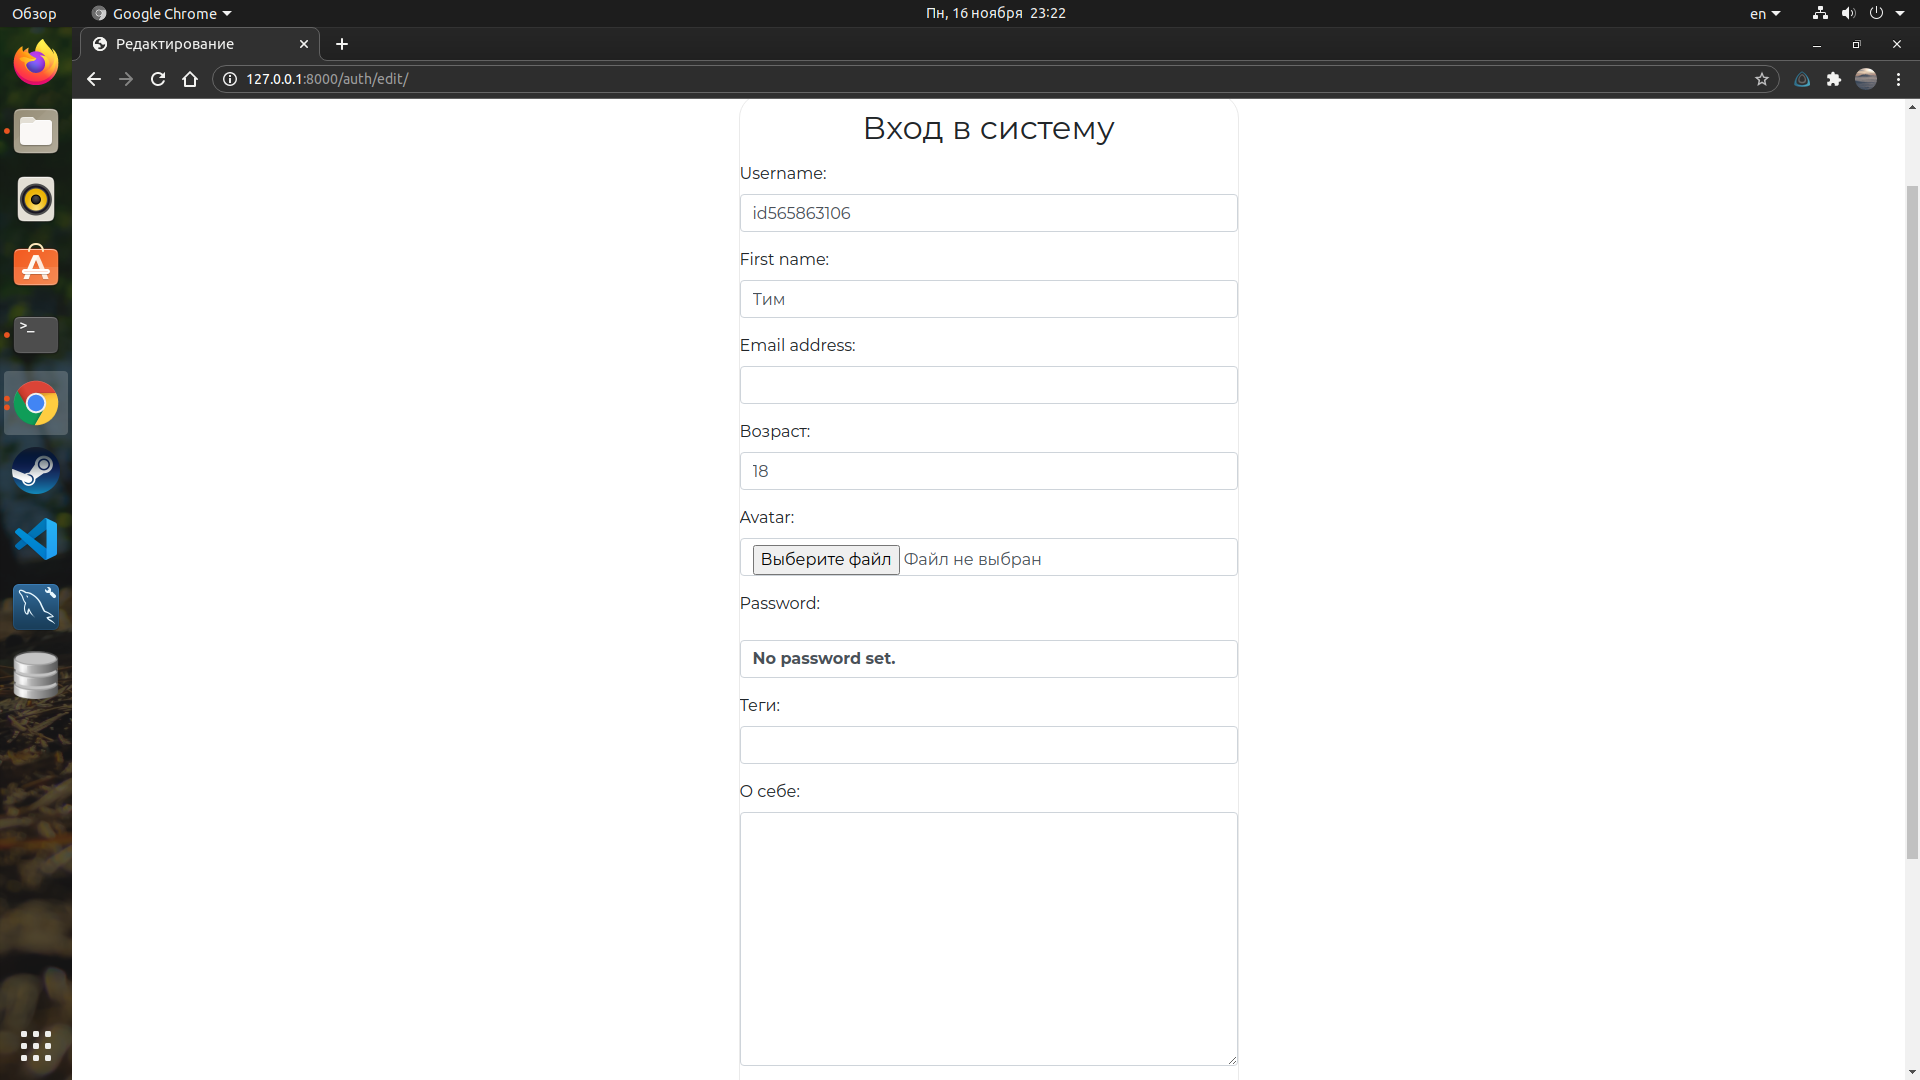 Обзор
Google Chrome
Пн, 16 ноября 23:22
en
Редактирование
127.0.0.1:8000/auth/edit/
Вход в систему
Username:
id565863106
First name:
Тим
Email address:
Возраст:
18
Avatar:
Выберите файл Файл не выбран
Password:
No password set.
Теги:
О себе: